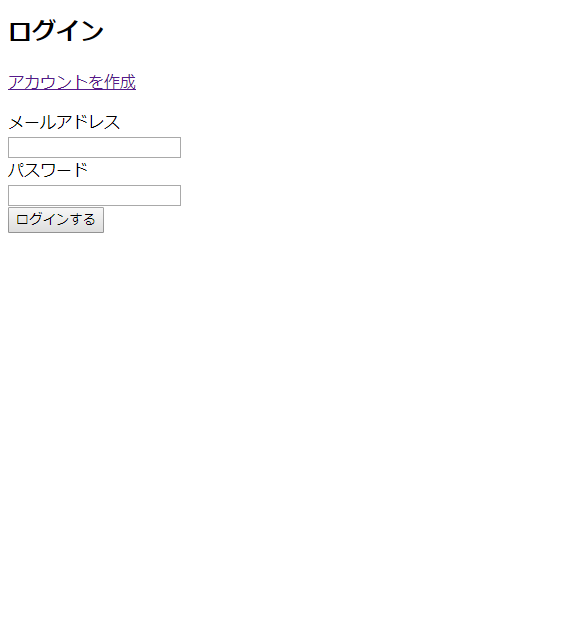 ログイン
アカウントを作成
メールアドレス
パスワード
ログインする